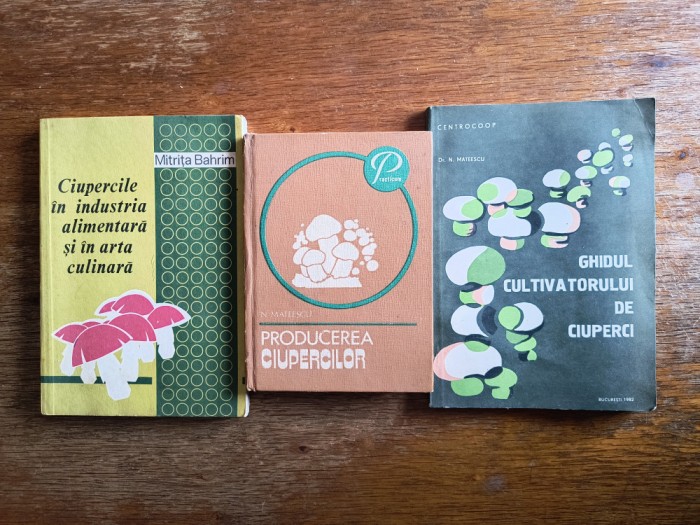 Mitrița Bahrim
Ciupercile
în industria
alimentară
și în arta
culinară
Practicum
N. MATEESCU
PRODUCEREA
CIUPERCILOR
CENTROCOOP
Dr. N. MATEESCU
GHIDUL
CULTIVATORULUI
DE
CIUPERCI
BUCUREȘTI, 1982